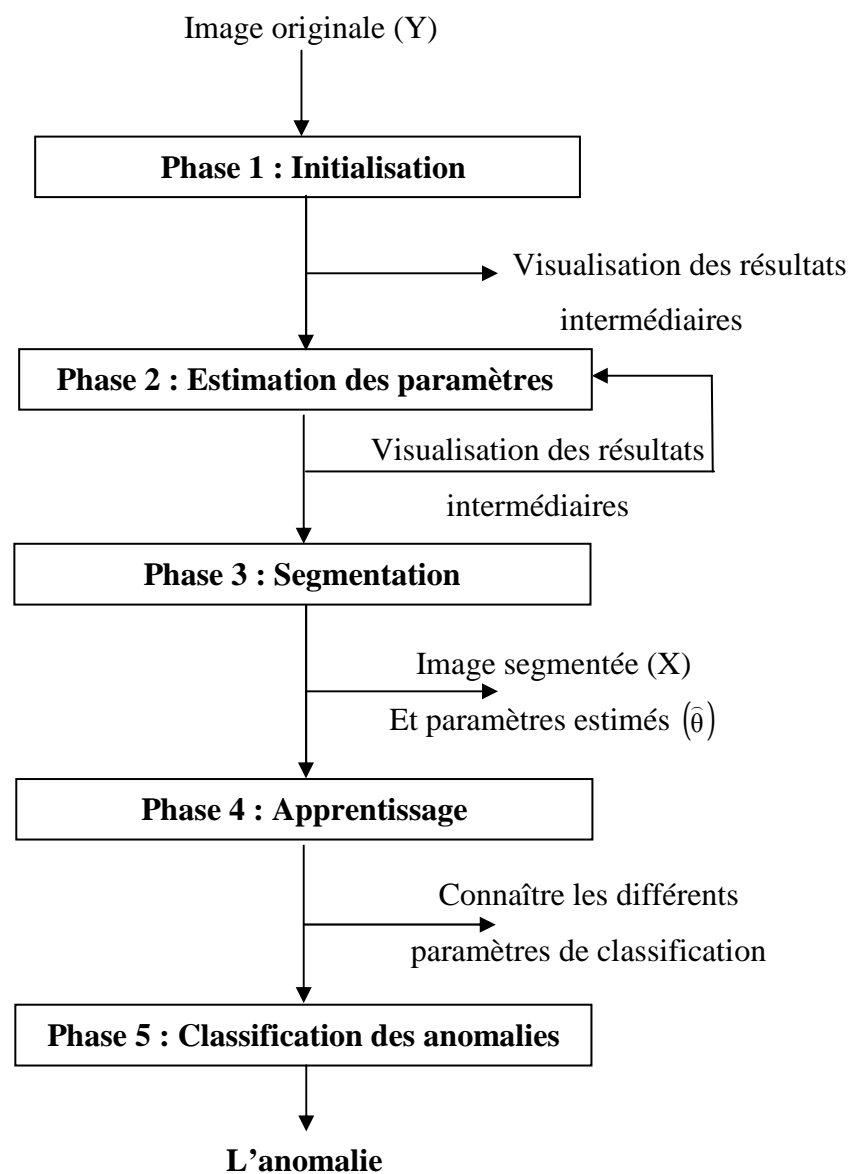 Image originale (Y)
Phase 1 : Initialisation
Visualisation des résultats
intermédiaires
Phase 2 : Estimation des paramètres
Visualisation des résultats
intermédiaires
Phase 3 : Segmentation
Image segmentée (X)
Et paramètres estimés (θ̂)
Phase 4 : Apprentissage
Connaître les différents
paramètres de classification
Phase 5 : Classification des anomalies
L’anomalie